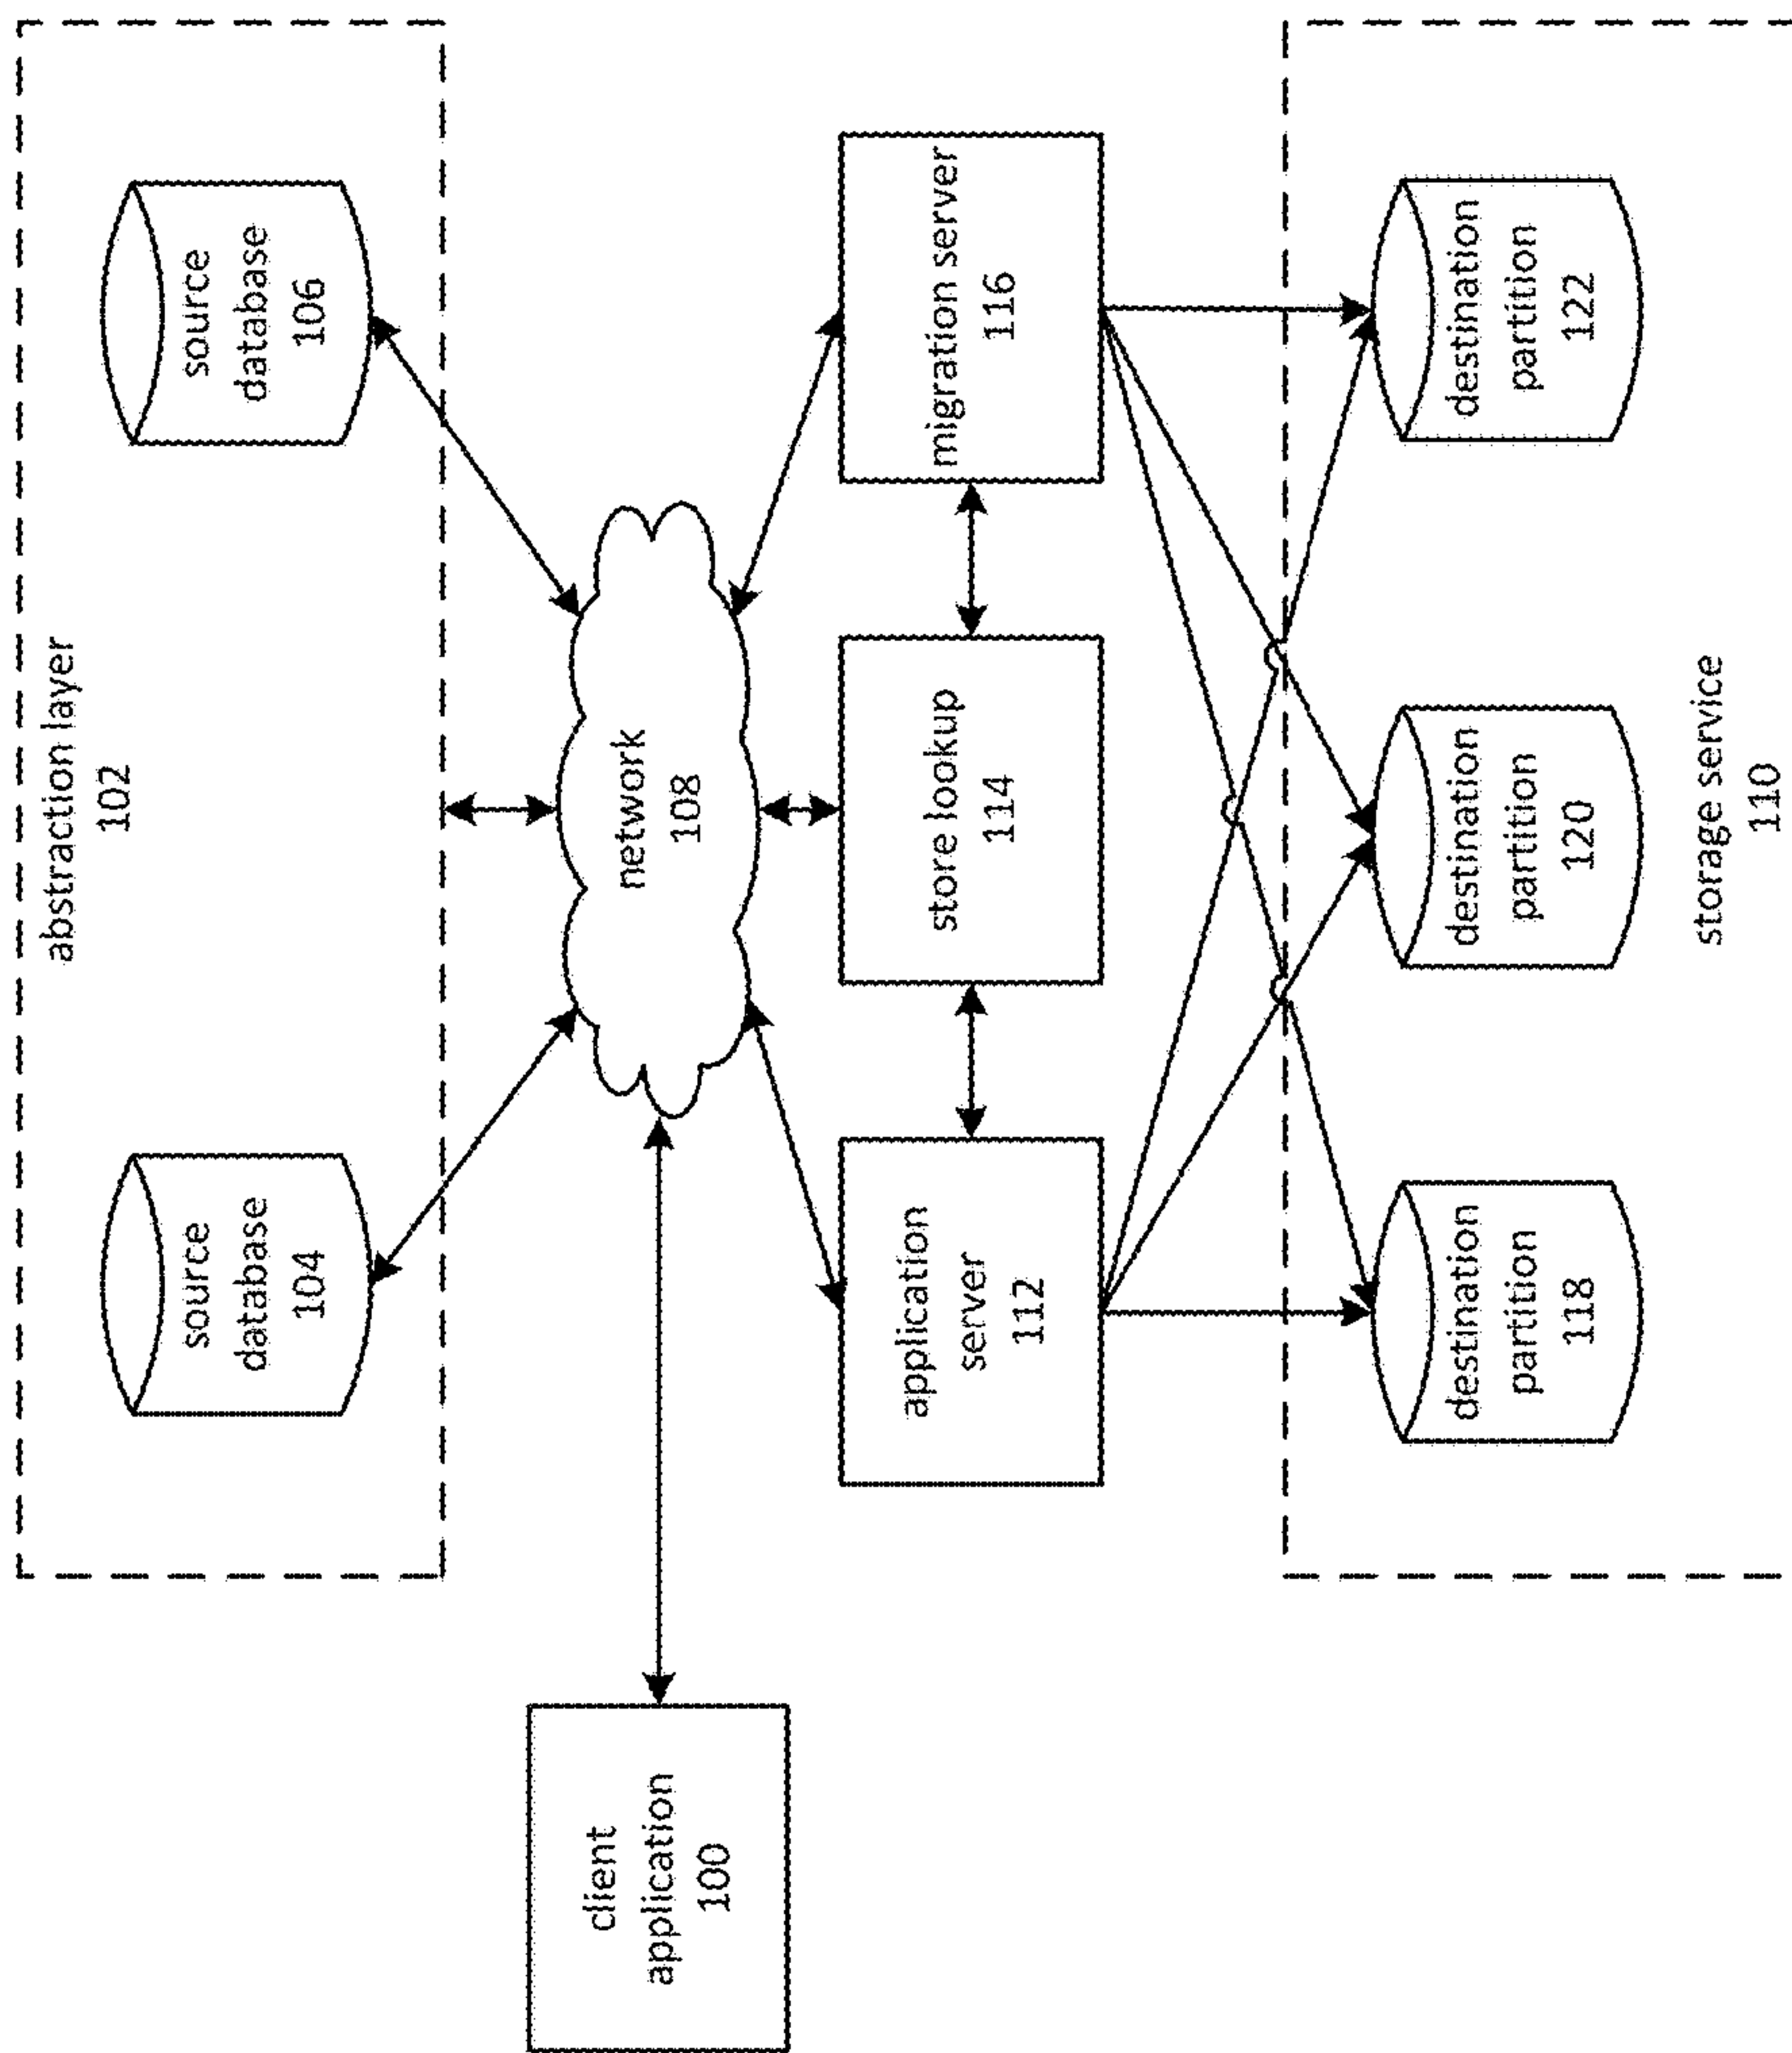 abstraction layer
102
source
database
104
source
database
106
client
application
100
network
108
application
server
112
store lookup
114
migration server
116
destination
partition
118
destination
partition
120
destination
partition
122
storage service
110